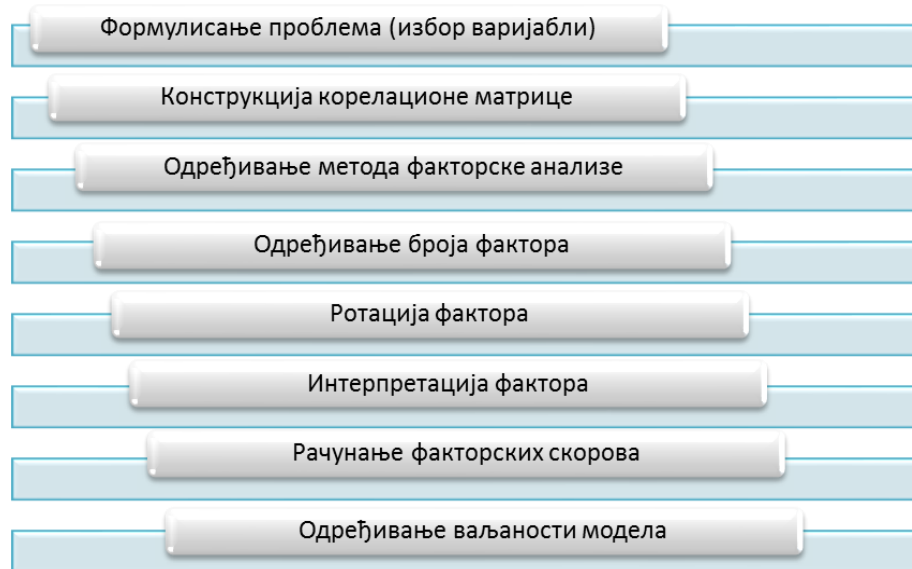 Формулисање проблема (избор варијабли)
Конструкција корелационе матрице
Одређивање метода факторске анализе
Одређивање броја фактора
Ротација фактора
Интерпретација фактора
Рачунање факторских скорова
Одређивање ваљаности модела